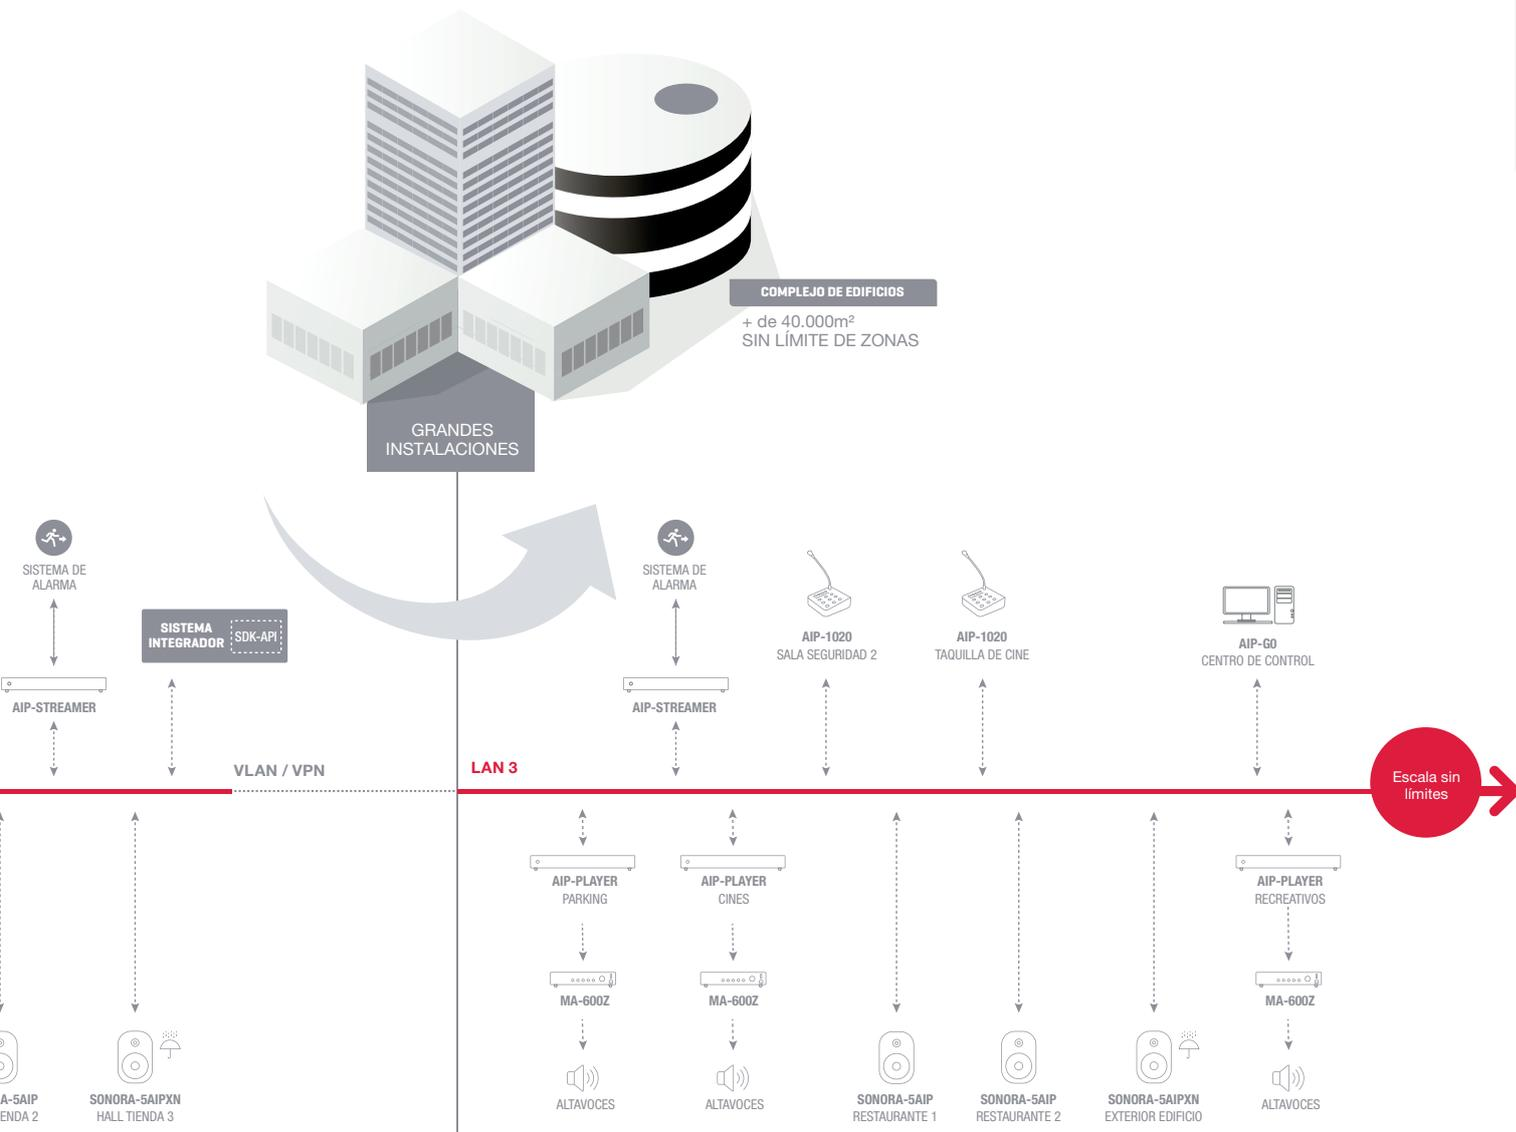 COMPLEJO DE EDIFICIOS
+ de 40.000m²
SIN LÍMITE DE ZONAS
GRANDES
INSTALACIONES
SISTEMA DE
ALARMA
SISTEMA
INTEGRADOR
SDK-API
AIP-STREAMER
VLAN / VPN
SISTEMA DE
ALARMA
AIP-STREAMER
AIP-1020
SALA SEGURIDAD 2
AIP-1020
TAQUILLA DE CINE
AIP-GO
CENTRO DE CONTROL
LAN 3
Escala sin
límites
A-5AIP
ENDA 2
SONORA-5AIPXN
HALL TIENDA 3
AIP-PLAYER
PARKING
MA-600Z
ALTAVOCES
AIP-PLAYER
CINES
MA-600Z
ALTAVOCES
SONORA-5AIP
RESTAURANTE 1
SONORA-5AIP
RESTAURANTE 2
SONORA-5AIPXN
EXTERIOR EDIFICIO
AIP-PLAYER
RECREATIVOS
MA-600Z
ALTAVOCES